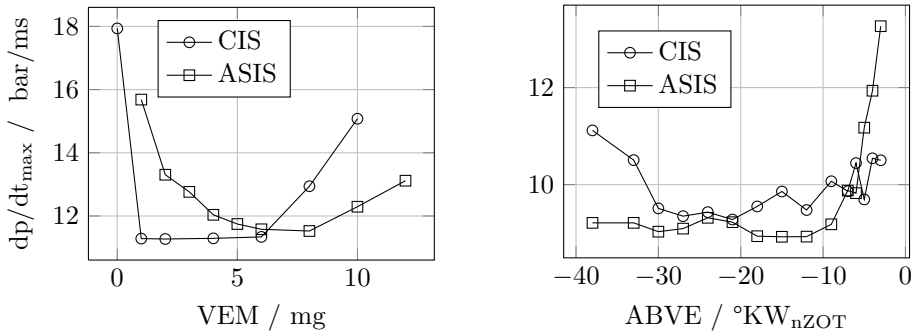 18
16
14
12
dp/dt_max / bar/ms
0 5 10
VEM / mg
CIS
ASIS
12
10
−40 −30 −20 −10 0
ABVE / °KW_nZOT
CIS
ASIS